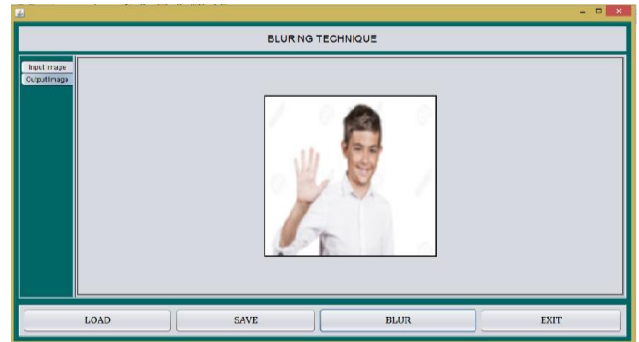 BLURING TECHNIQUE
Input Image
Output Image
LOAD
SAVE
BLUR
EXIT